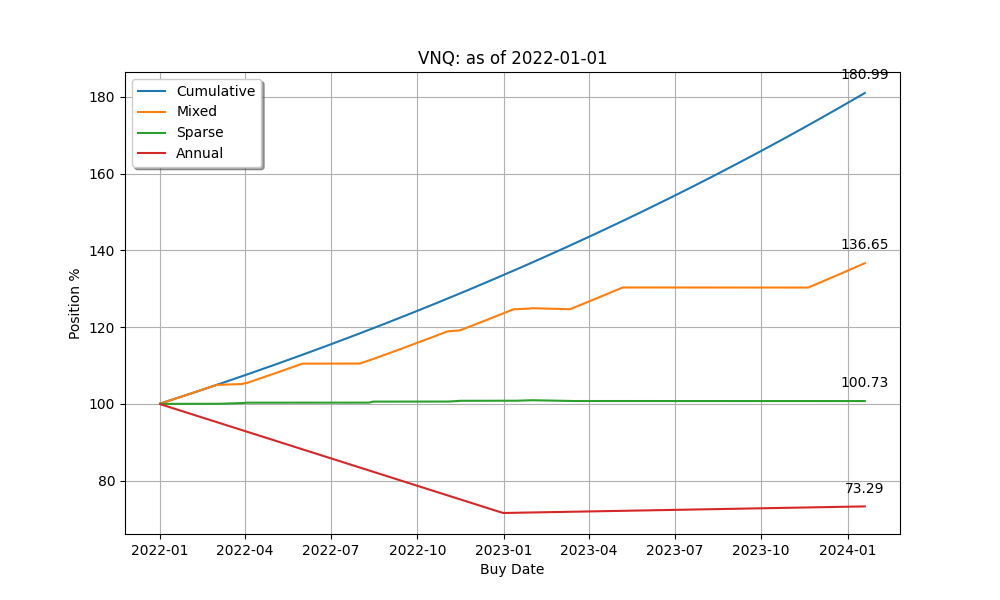 VNQ: as of 2022-01-01
Cumulative
Mixed
Sparse
Annual
180.99
136.65
100.73
73.29
180
160
140
120
100
80
Position %
2022-01 2022-04 2022-07 2022-10 2023-01 2023-04 2023-07 2023-10 2024-01
Buy Date